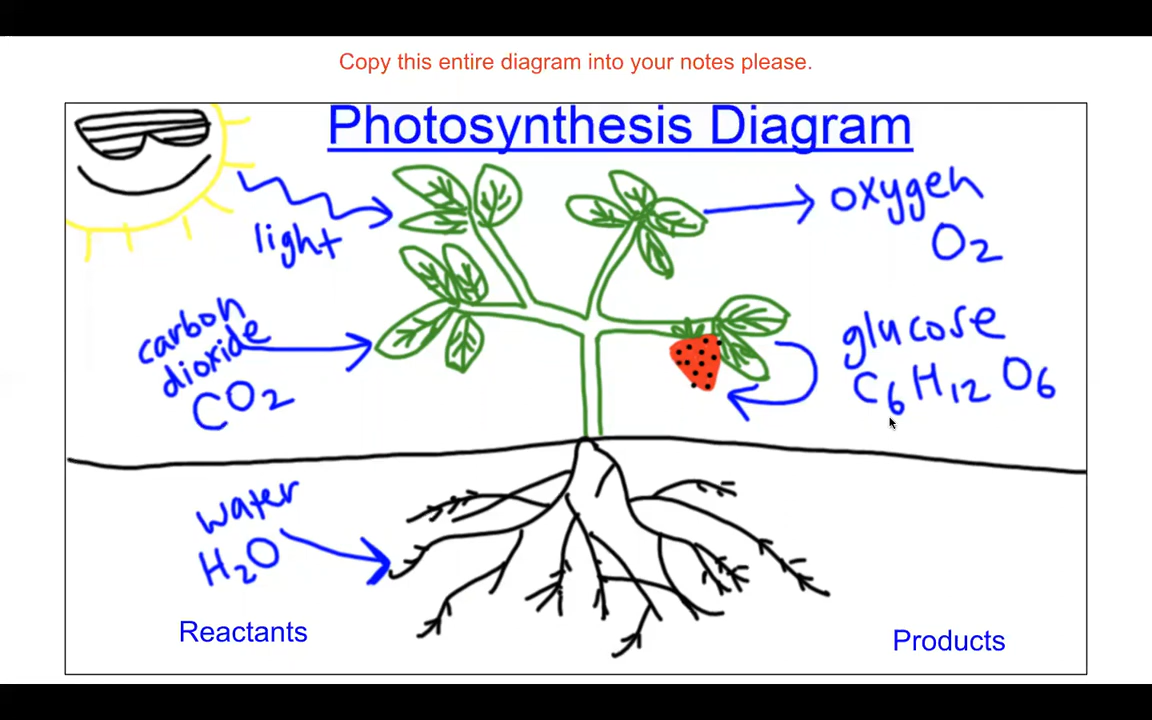 Copy this entire diagram into your notes please.
Photosynthesis Diagram
light
oxygen
O2
carbon
dioxide
CO2
glucose
C6H12O6
water
H2O
Reactants
Products